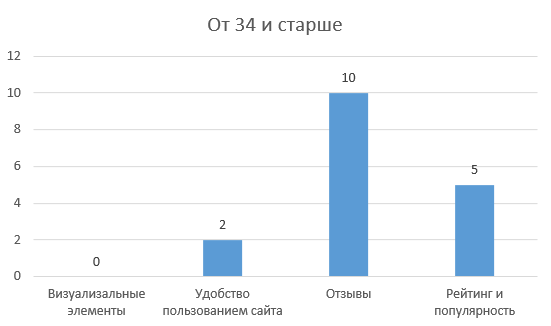 От 34 и старше
12
10
8
6
4
2
0
0
2
10
5
Визуализальные
элементы
Удобство
пользованием сайта
Отзывы
Рейтинг и
популярность